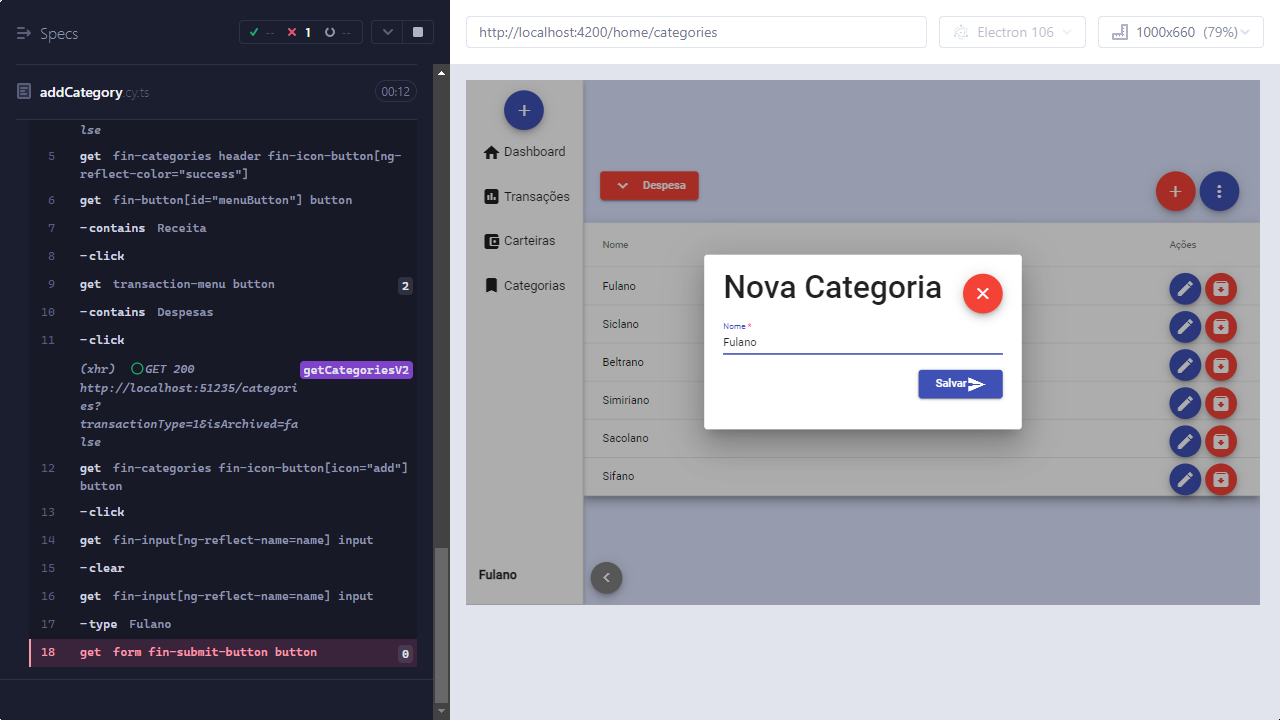 Specs
-- 1 --
addCategory.cy.ts
00:12
lse
5 get fin-categories header fin-icon-button[ng-
reflect-color="success"]
6 get fin-button[id="menuButton"] button
7 -contains Receita
8 -click
9 get transaction-menu button 2
10 -contains Despesas
11 -click
(xhr) GET 200 getCategoriesV2
http://localhost:51235/categori
es?
transactionType=1&isArchived=fa
lse
12 get fin-categories fin-icon-button[icon="add"]
button
13 -click
14 get fin-input[ng-reflect-name=name] input
15 -clear
16 get fin-input[ng-reflect-name=name] input
17 -type Fulano
18 get form fin-submit-button button 0
http://localhost:4200/home/categories
Electron 106
1000x660 (79%)
Dashboard
Transações
Carteiras
Categorias
Fulano
Despesa
Nome Ações
Fulano
Siclano
Beltrano
Simiriano
Sacolano
Sifano
Nova Categoria
Nome *
Fulano
Salvar